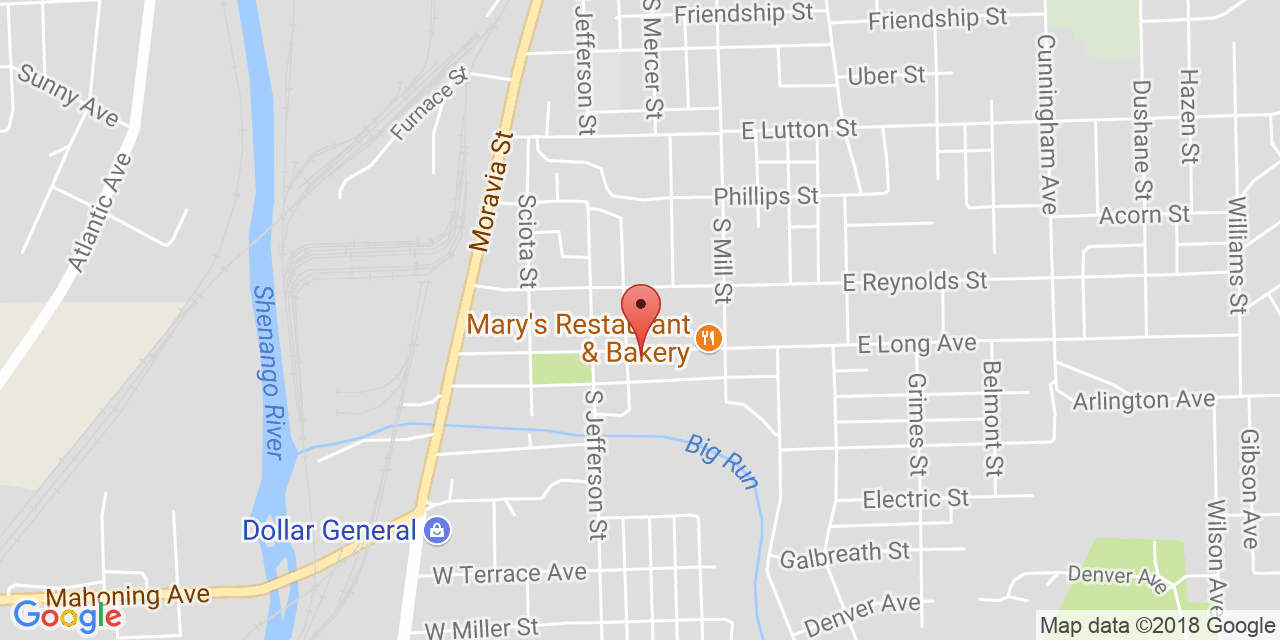 Friendship St
Friendship St
S Mercer St
Jefferson St
Sunny Ave
Furnace St
Uber St
Cunningham Ave
Dushane St
Hazen St
E Lutton St
Moravia St
Atlantic Ave
Phillips St
Sciota St
S Mill St
Acorn St
Williams St
E Reynolds St
Shenango River
Mary's Restaurant
& Bakery
E Long Ave
Grimes St
Belmont St
Arlington Ave
S Jefferson St
Big Run
Gibson Ave
Electric St
Wilson Ave
Dollar General
Galbreath St
W Terrace Ave
Denver Ave
Mahoning Ave
Denver Ave
W Miller St
Google
Map data ©2018 Google